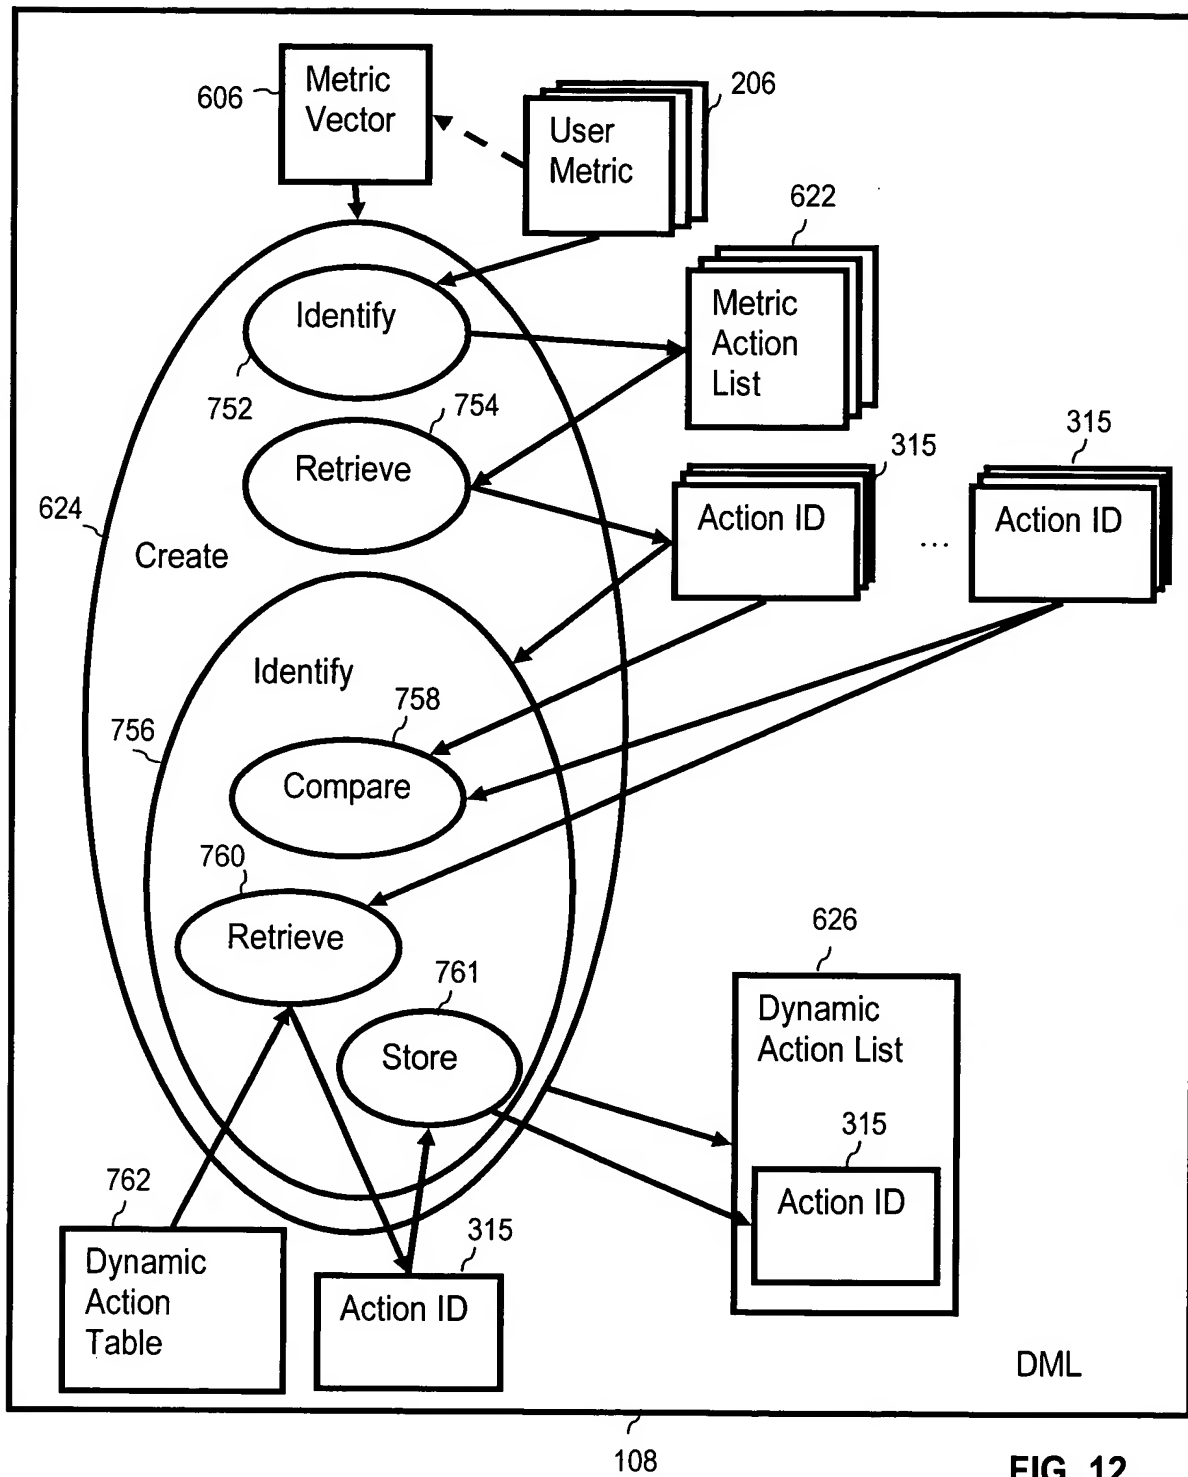 606
Metric
Vector
206
User
Metric
622
Metric
Action
List
Identify
752
754
Retrieve
315
Action ID
...
315
Action ID
624
Create
Identify
756
758
Compare
760
Retrieve
761
Store
626
Dynamic
Action List
315
Action ID
762
Dynamic
Action
Table
315
Action ID
DML
108
FIG. 12